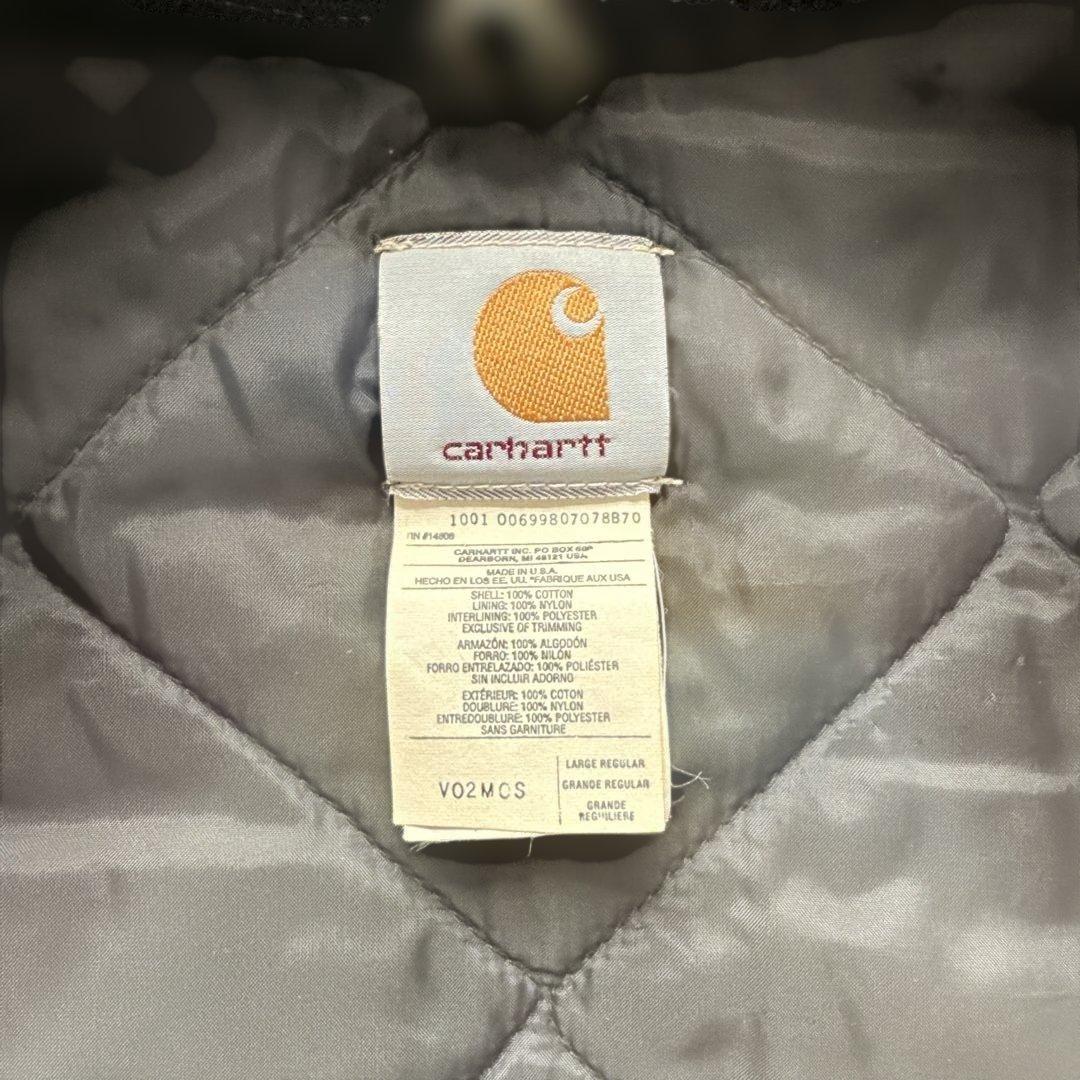 carhartt
1001 00699807078B70
RN #14806
CARHARTT INC. PO BOX 60P
DEARBORN, MI 48121 USA
MADE IN U.S.A.
HECHO EN LOS EE. UU. *FABRIQUE AUX USA
SHELL: 100% COTTON
LINING: 100% NYLON
INTERLINING: 100% POLYESTER
EXCLUSIVE OF TRIMMING
ARMAZÓN: 100% ALGODÓN
FORRO: 100% NILÓN
FORRO ENTRELAZADO: 100% POLIÉSTER
SIN INCLUIR ADORNO
EXTÉRIEUR: 100% COTON
DOUBLURE: 100% NYLON
ENTREDOUBLURE: 100% POLYESTER
SANS GARNITURE
V02MCS
LARGE REGULAR
GRANDE REGULAR
GRANDE